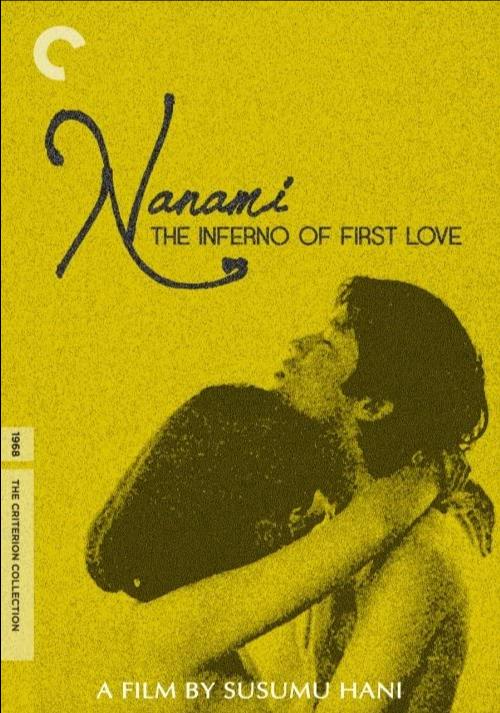 Nanami
THE INFERNO OF FIRST LOVE
1968
THE CRITERION COLLECTION
A FILM BY SUSUMU HANI